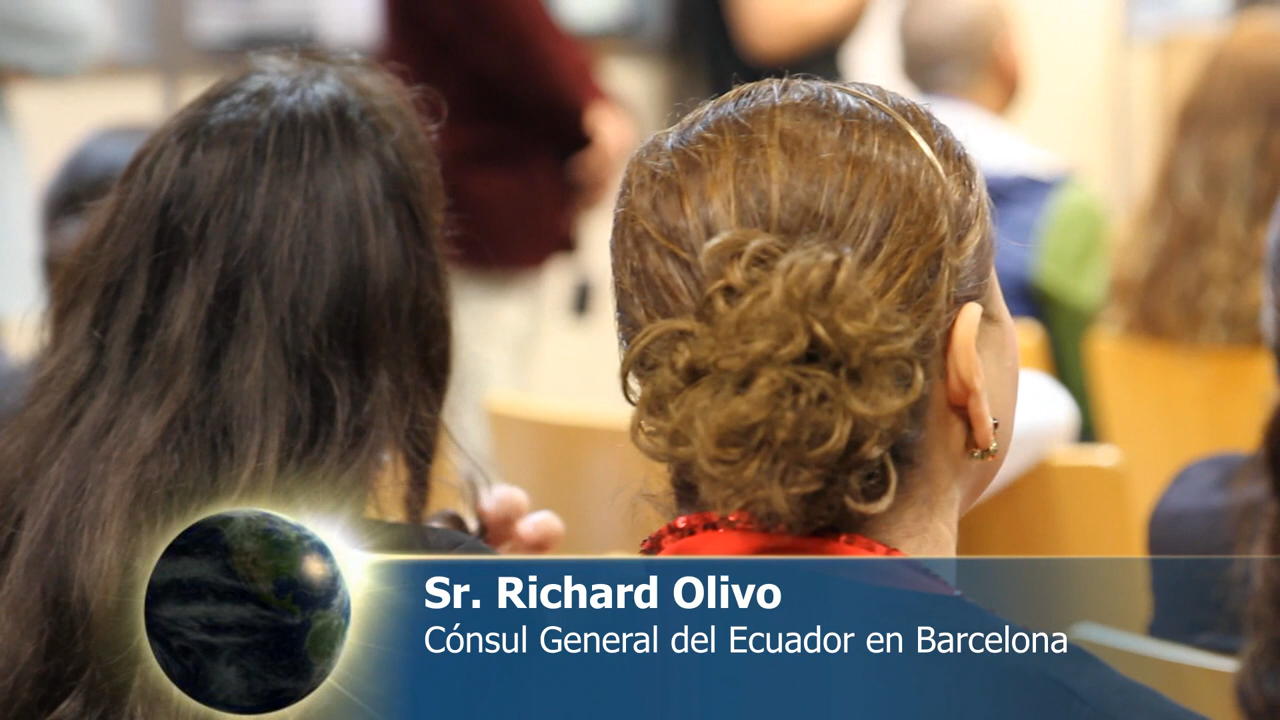 Sr. Richard Olivo
Cónsul General del Ecuador en Barcelona